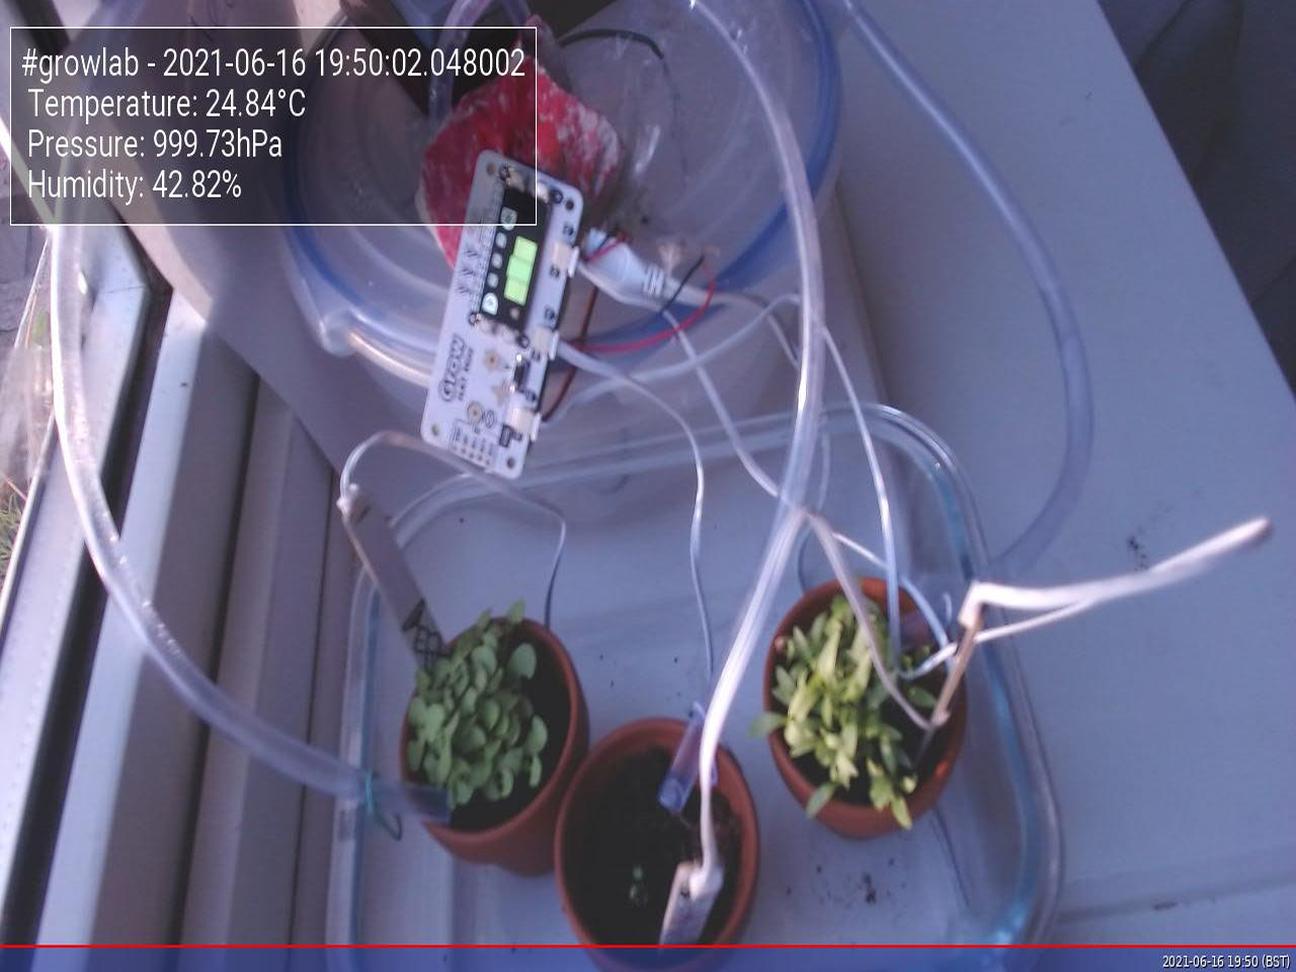 #growlab - 2021-06-16 19:50:02.048002
Temperature: 24.84°C
Pressure: 999.73hPa
Humidity: 42.82%
GROW
2021-06-16 19:50 (BST)